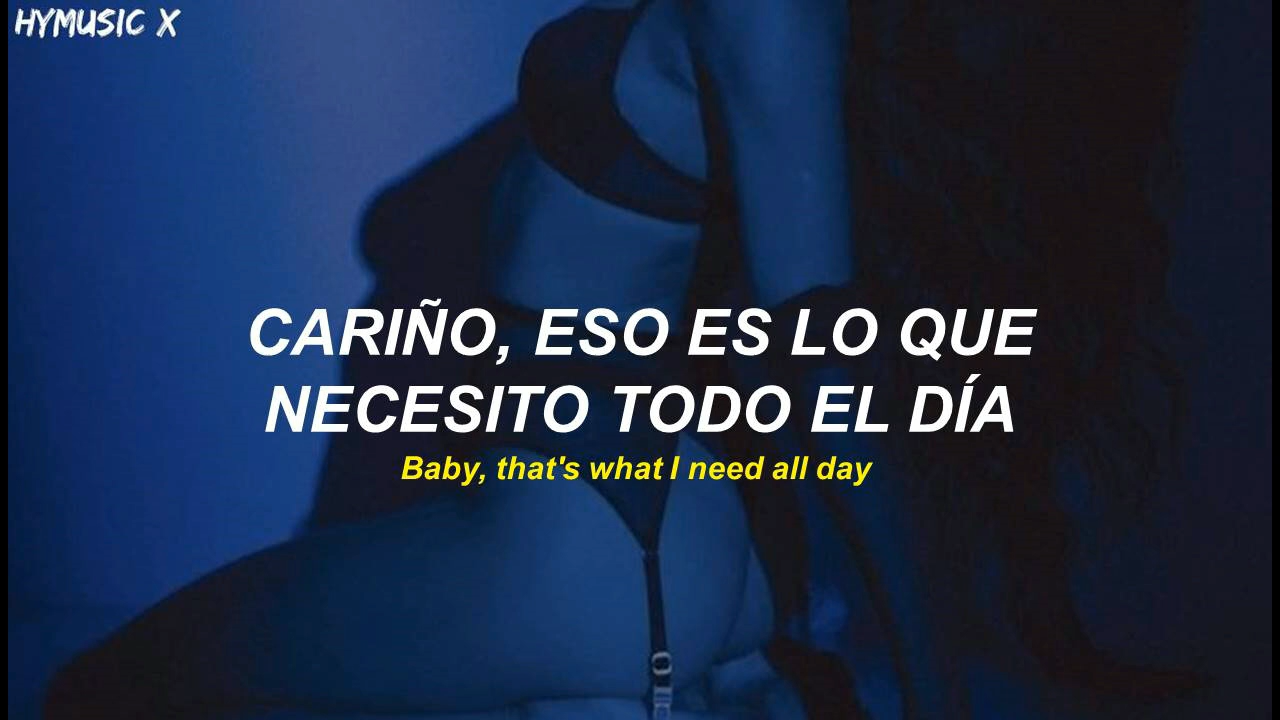 HYMUSIC X
CARIÑO, ESO ES LO QUE
NECESITO TODO EL DÍA
Baby, that's what I need all day